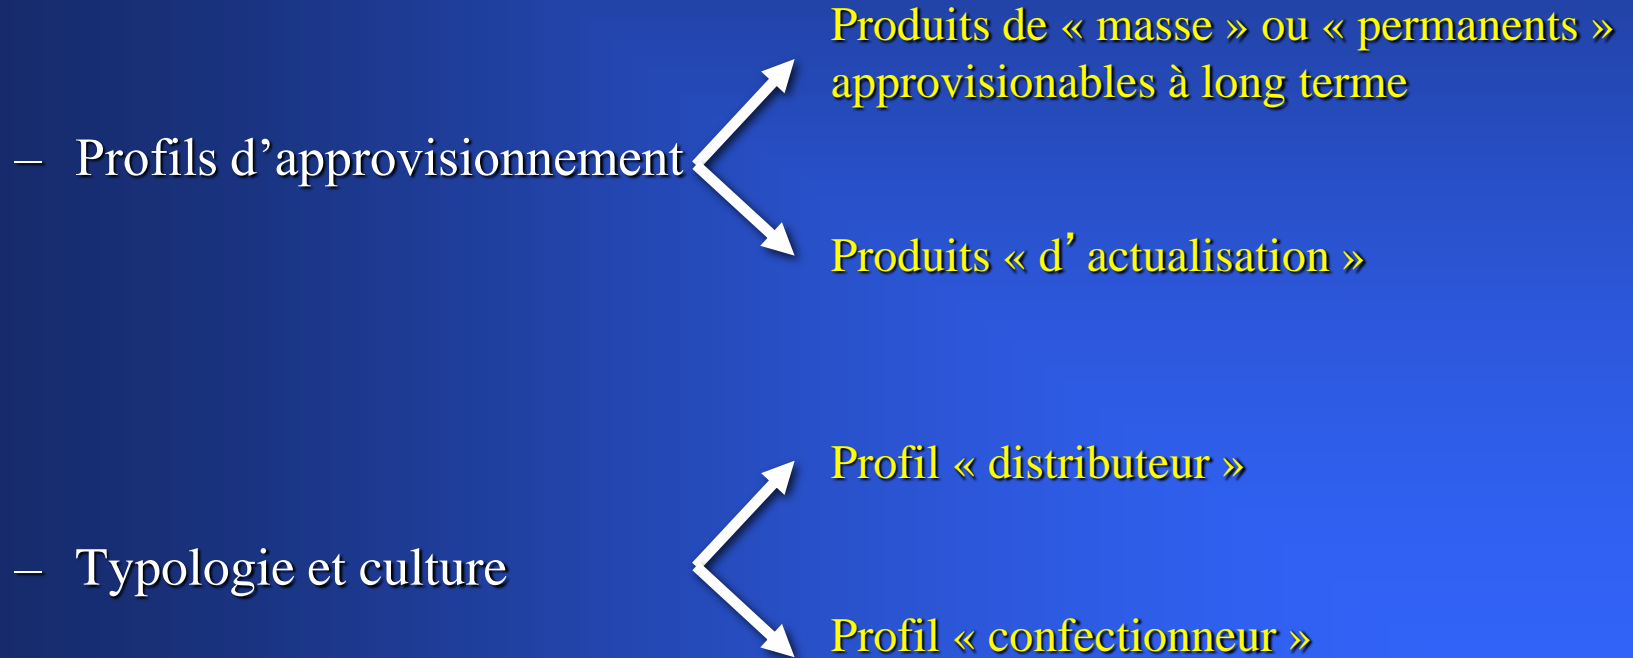 Produits de « masse » ou « permanents »
approvisionables à long terme
– Profils d’approvisionnement
Produits « d’ actualisation »
Profil « distributeur »
– Typologie et culture
Profil « confectionneur »